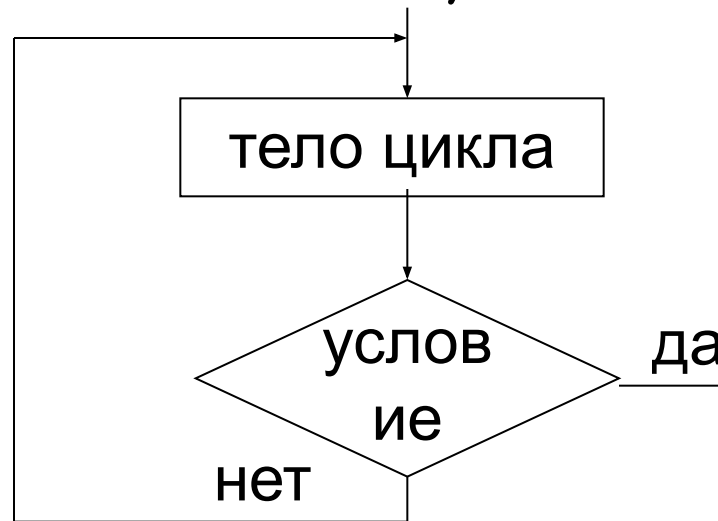 тело цикла
услов
да
ие
нет